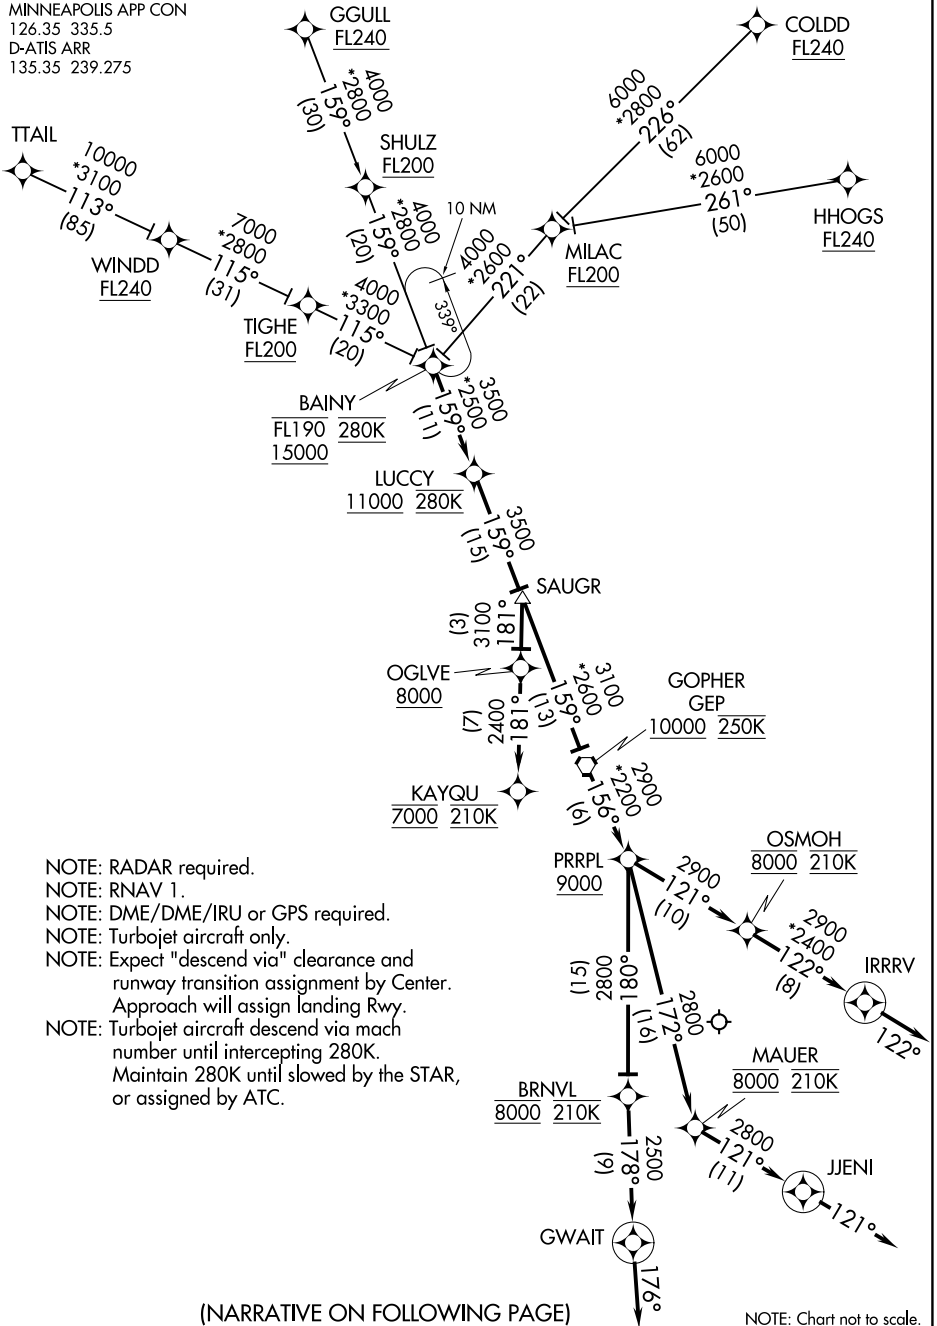 MINNEAPOLIS APP CON
126.35 335.5
D-ATIS ARR
135.35 239.275
GGULL
FL240
COLDD
FL240
4000
*2800
159°
(30)
6000
*2800
226°
(62)
TTAIL
10000
*3100
113°
(85)
SHULZ
FL200
6000
*2600
261°
(50)
HHOGS
FL240
WINDD
FL240
7000
*2800
115°
(31)
4000
*2800
159°
(20)
10 NM
339°
4000
*2600
221°
(22)
MILAC
FL200
TIGHE
FL200
4000
*3300
115°
(20)
BAINY
FL190 280K
15000
3500
*2500
159°
(11)
LUCCY
11000 280K
3500
159°
(15)
SAUGR
181°
3100
(3)
OGLVE
8000
3100
*2600
159°
(13)
GOPHER
GEP
10000 250K
181°
2400
(7)
KAYQU
7000 210K
2900
*2200
156°
(6)
PRRPL
9000
2900
121°
(10)
OSMOH
8000 210K
2900
*2400
122°
(8)
IRRRV
122°
NOTE: RADAR required.
NOTE: RNAV 1.
NOTE: DME/DME/IRU or GPS required.
NOTE: Turbojet aircraft only.
NOTE: Expect "descend via" clearance and
runway transition assignment by Center.
Approach will assign landing Rwy.
NOTE: Turbojet aircraft descend via mach
number until intercepting 280K.
Maintain 280K until slowed by the STAR,
or assigned by ATC.
180°
2800
(15)
2800
172°
(16)
MAUER
8000 210K
BRNVL
8000 210K
2800
121°
(11)
JJENI
121°
2500
178°
(9)
GWAIT
176°
(NARRATIVE ON FOLLOWING PAGE)
NOTE: Chart not to scale.